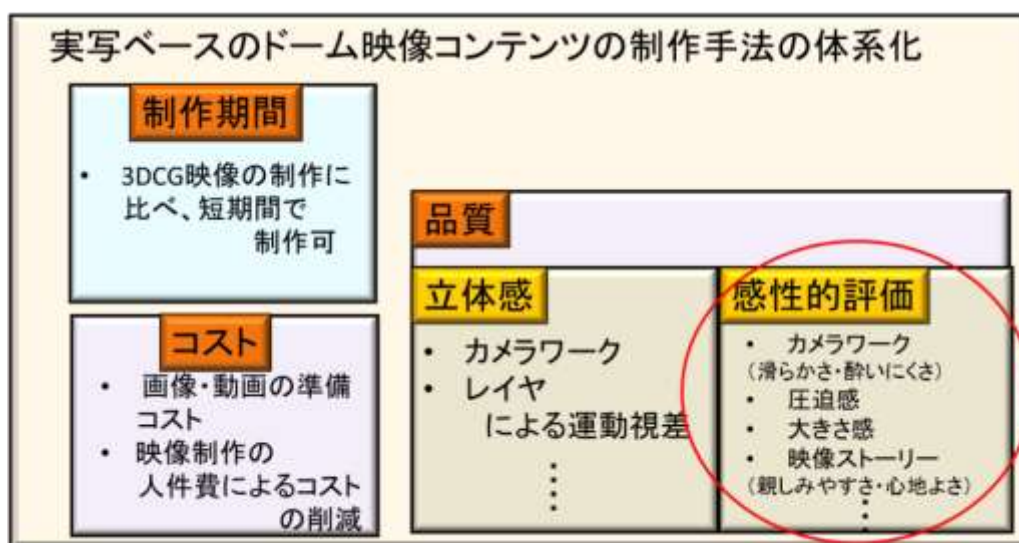 実写ベースのドーム映像コンテンツの制作手法の体系化
制作期間
• 3DCG映像の制作に
比べ、短期間で
制作可
コスト
• 画像・動画の準備
コスト
• 映像制作の
人件費によるコスト
の削減
品質
立体感
• カメラワーク
• レイヤ
による運動視差
⋮
感性的評価
• カメラワーク
(滑らかさ・酔いにくさ)
• 圧迫感
• 大きさ感
• 映像ストーリー
(親しみやすさ・心地よさ)
⋮